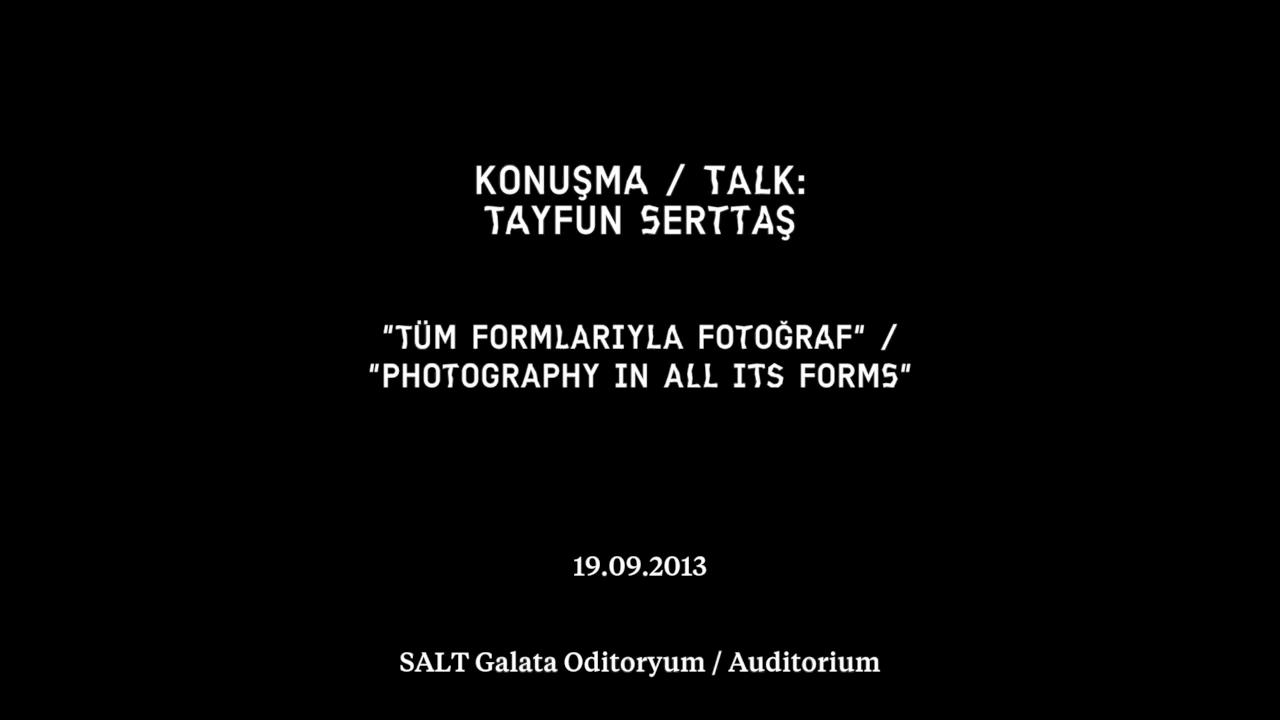 KONUŞMA / TALK:
TAYFUN SERTTAŞ
"TÜM FORMLARIYLA FOTOĞRAF" /
"PHOTOGRAPHY IN ALL ITS FORMS"
19.09.2013
SALT Galata Oditoryum / Auditorium